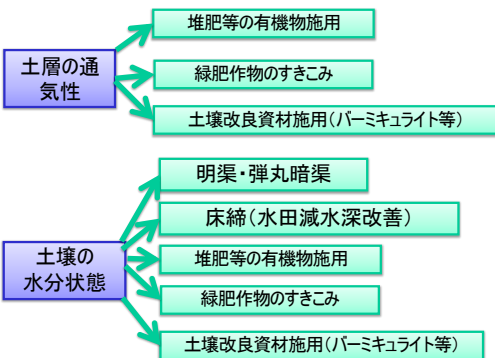 堆肥等の有機物施用
土層の通
気性
緑肥作物のすきこみ
土壌改良資材施用(バーミキュライト等)
明渠・弾丸暗渠
床締(水田減水深改善)
土壌の
水分状態
堆肥等の有機物施用
緑肥作物のすきこみ
土壌改良資材施用(バーミキュライト等)